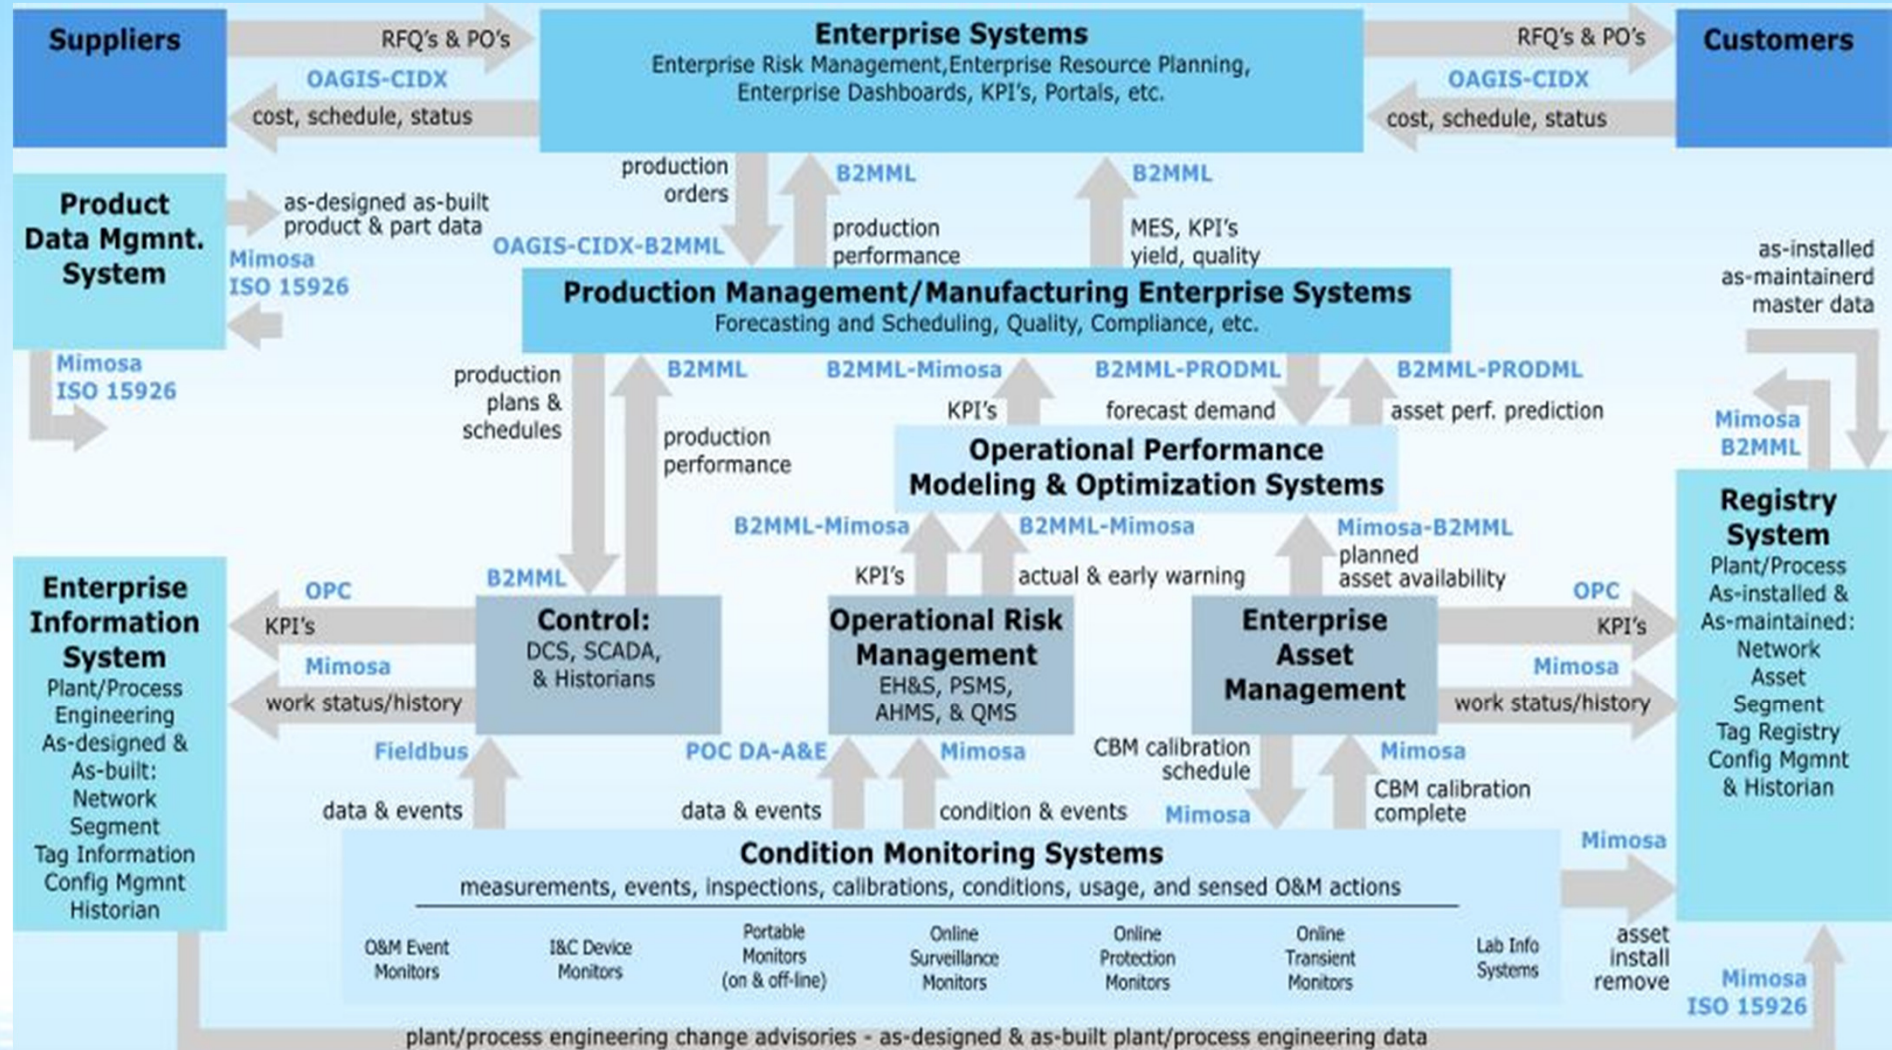 Suppliers
RFQ's & PO's
OAGIS-CIDX
cost, schedule, status
Enterprise Systems
Enterprise Risk Management,Enterprise Resource Planning,
Enterprise Dashboards, KPI's, Portals, etc.
RFQ's & PO's
OAGIS-CIDX
cost, schedule, status
Customers
Product
Data Mgmnt.
System
as-designed as-built
product & part data
Mimosa
ISO 15926
Mimosa
ISO 15926
production
orders
OAGIS-CIDX-B2MML
B2MML
production
performance
B2MML
MES, KPI's
yield, quality
as-installed
as-maintainerd
master data
Production Management/Manufacturing Enterprise Systems
Forecasting and Scheduling, Quality, Compliance, etc.
production
plans &
schedules
B2MML
B2MML
production
performance
B2MML-Mimosa
KPI's
B2MML-PRODML
forecast demand
B2MML-PRODML
asset perf. prediction
Mimosa
B2MML
Operational Performance
Modeling & Optimization Systems
B2MML-Mimosa
KPI's
B2MML-Mimosa
actual & early warning
Mimosa-B2MML
planned
asset availability
Enterprise
Information
System
Plant/Process
Engineering
As-designed &
As-built:
Network
Segment
Tag Information
Config Mgmnt
Historian
OPC
KPI's
Mimosa
work status/history
Control:
DCS, SCADA,
& Historians
Operational Risk
Management
EH&S, PSMS,
AHMS, & QMS
Enterprise
Asset
Management
OPC
KPI's
Mimosa
work status/history
Registry
System
Plant/Process
As-installed &
As-maintained:
Network
Asset
Segment
Tag Registry
Config Mgmnt
& Historian
Fieldbus
data & events
POC DA-A&E
data & events
Mimosa
condition & events
CBM calibration
schedule
Mimosa
Mimosa
CBM calibration
complete
Condition Monitoring Systems
measurements, events, inspections, calibrations, conditions, usage, and sensed O&M actions
O&M Event
Monitors
I&C Device
Monitors
Portable
Monitors
(on & off-line)
Online
Surveillance
Monitors
Online
Protection
Monitors
Online
Transient
Monitors
Lab Info
Systems
Mimosa
asset
install
remove
Mimosa
ISO 15926
plant/process engineering change advisories - as-designed & as-built plant/process engineering data